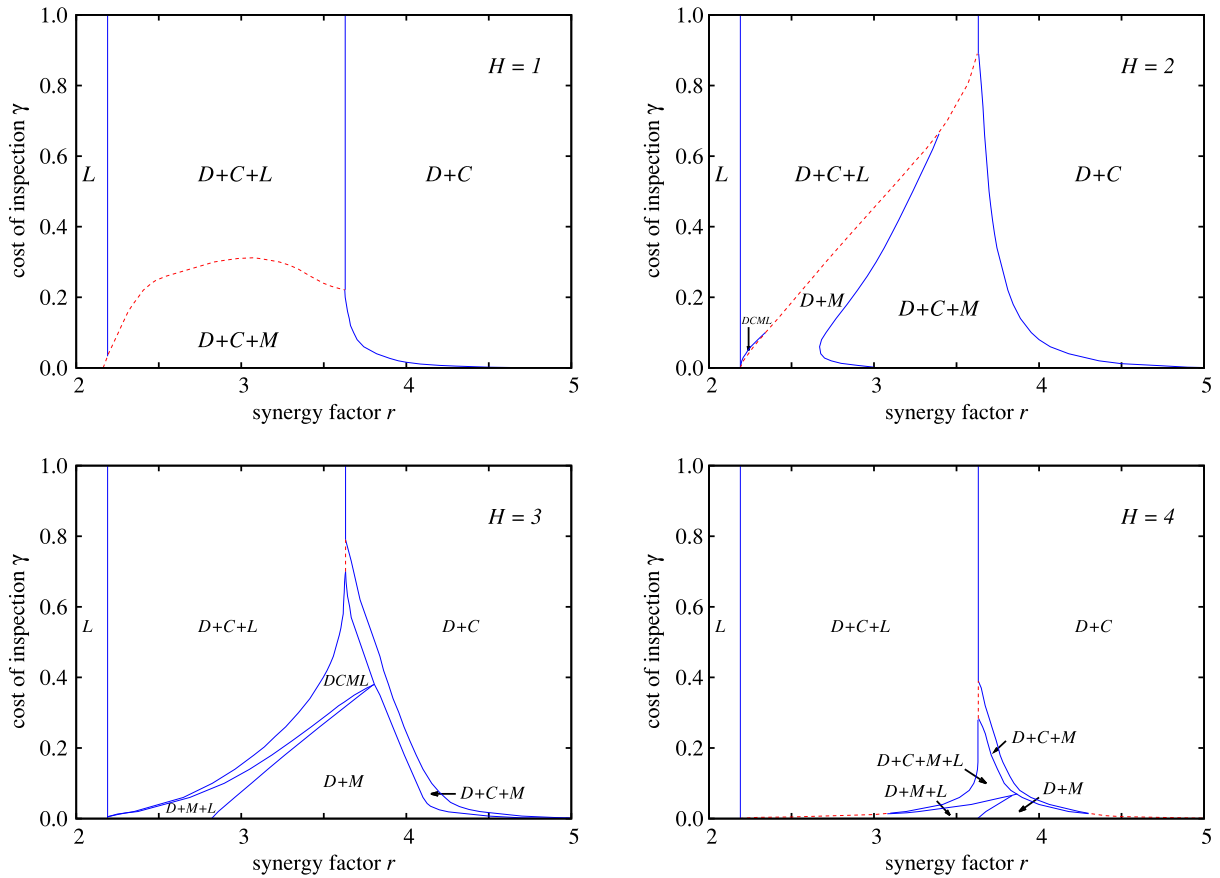 1.0
0.8
0.6
0.4
0.2
0.0
cost of inspection γ
H = 1
L
D+C+L
D+C
D+C+M
2
3
4
5
synergy factor r
1.0
0.8
0.6
0.4
0.2
0.0
cost of inspection γ
H = 2
L
D+C+L
D+C
D+M
DCML
D+C+M
2
3
4
5
synergy factor r
1.0
0.8
0.6
0.4
0.2
0.0
cost of inspection γ
H = 3
L
D+C+L
D+C
DCML
D+M
D+M+L
D+C+M
2
3
4
5
synergy factor r
1.0
0.8
0.6
0.4
0.2
0.0
cost of inspection γ
H = 4
L
D+C+L
D+C
D+C+M
D+C+M+L
D+M+L
D+M
2
3
4
5
synergy factor r